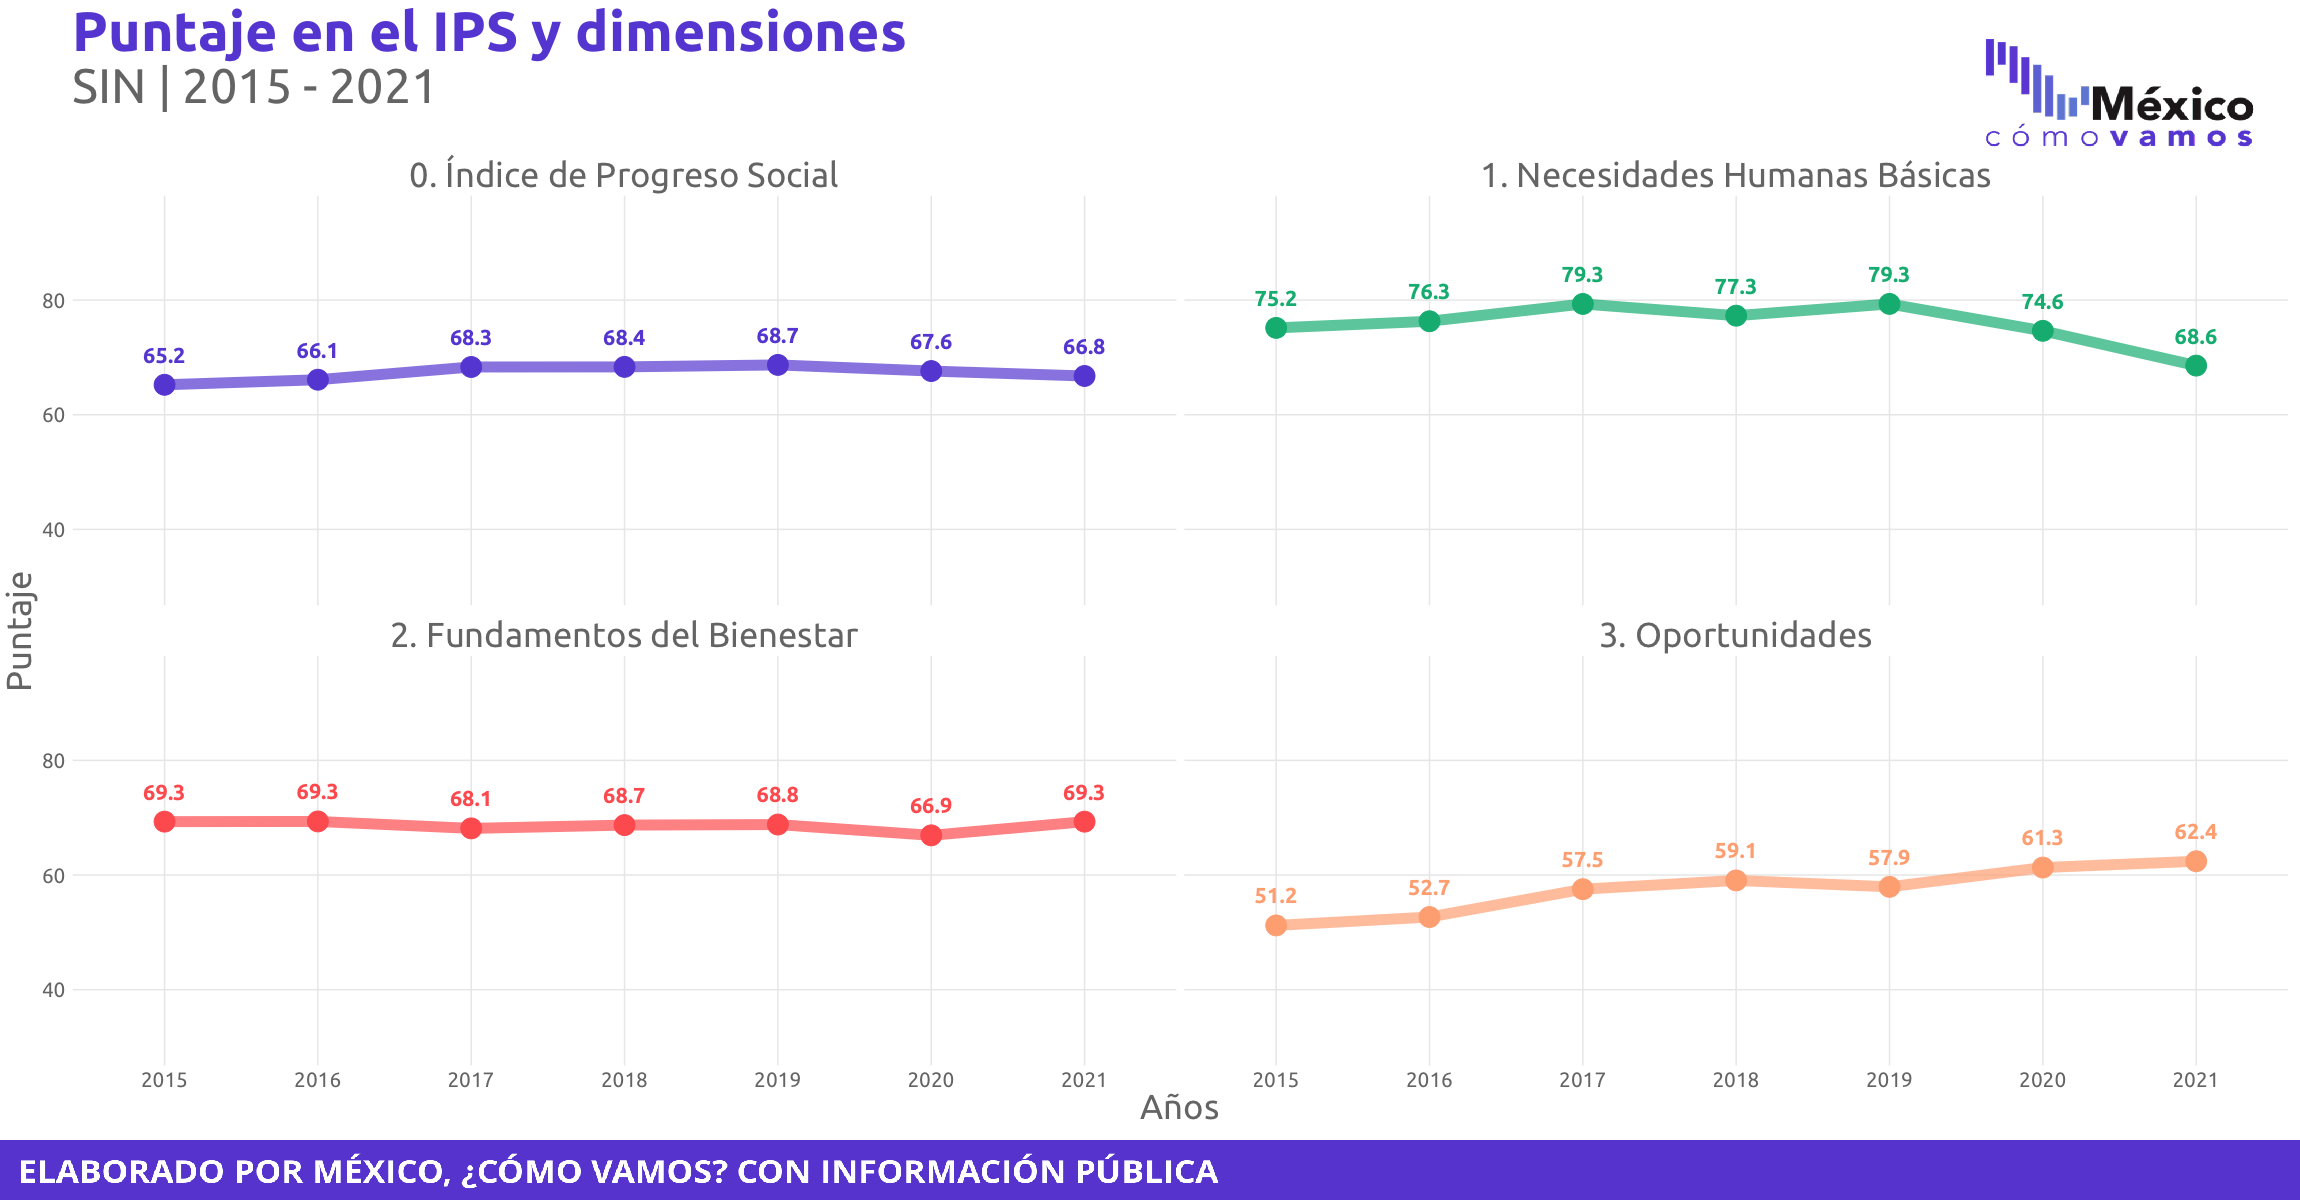 Puntaje en el IPS y dimensiones
SIN | 2015 - 2021
México
cómovamos
0. Índice de Progreso Social
1. Necesidades Humanas Básicas
80
60
40
65.2 66.1 68.3 68.4 68.7 67.6 66.8
75.2 76.3 79.3 77.3 79.3 74.6 68.6
Puntaje
2. Fundamentos del Bienestar
3. Oportunidades
80
60
40
69.3 69.3 68.1 68.7 68.8 66.9 69.3
51.2 52.7 57.5 59.1 57.9 61.3 62.4
2015 2016 2017 2018 2019 2020 2021
2015 2016 2017 2018 2019 2020 2021
Años
ELABORADO POR MÉXICO, ¿CÓMO VAMOS? CON INFORMACIÓN PÚBLICA